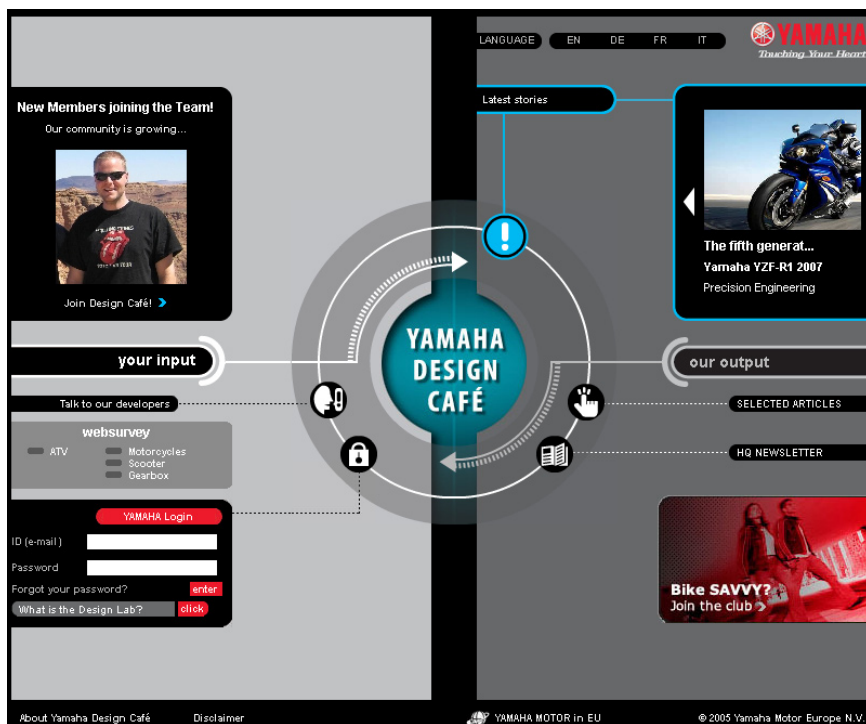 LANGUAGE EN DE FR IT
YAMAHA
Touching Your Heart
New Members joining the Team!
Our community is growing...
Join Design Café!
Latest stories
The fifth generat...
Yamaha YZF-R1 2007
Precision Engineering
YAMAHA
DESIGN
CAFÉ
your input
our output
Talk to our developers
SELECTED ARTICLES
HQ NEWSLETTER
websurvey
ATV
Motorcycles
Scooter
Gearbox
YAMAHA Login
ID (e-mail)
Password
Forgot your password? enter
What is the Design Lab? click
Bike SAVVY?
Join the club
About Yamaha Design Café Disclaimer YAMAHA MOTOR in EU © 2005 Yamaha Motor Europe N.V.